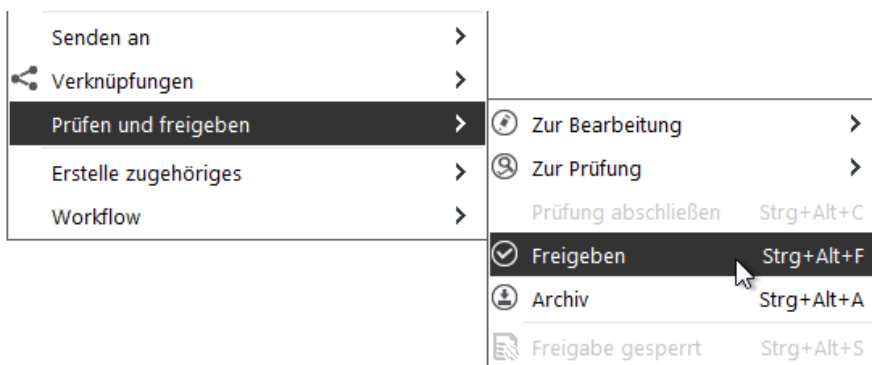 Senden an
Verknüpfungen
Prüfen und freigeben
Erstelle zugehöriges
Workflow
Zur Bearbeitung
Zur Prüfung
Prüfung abschließen Strg+Alt+C
Freigeben Strg+Alt+F
Archiv Strg+Alt+A
Freigabe gesperrt Strg+Alt+S